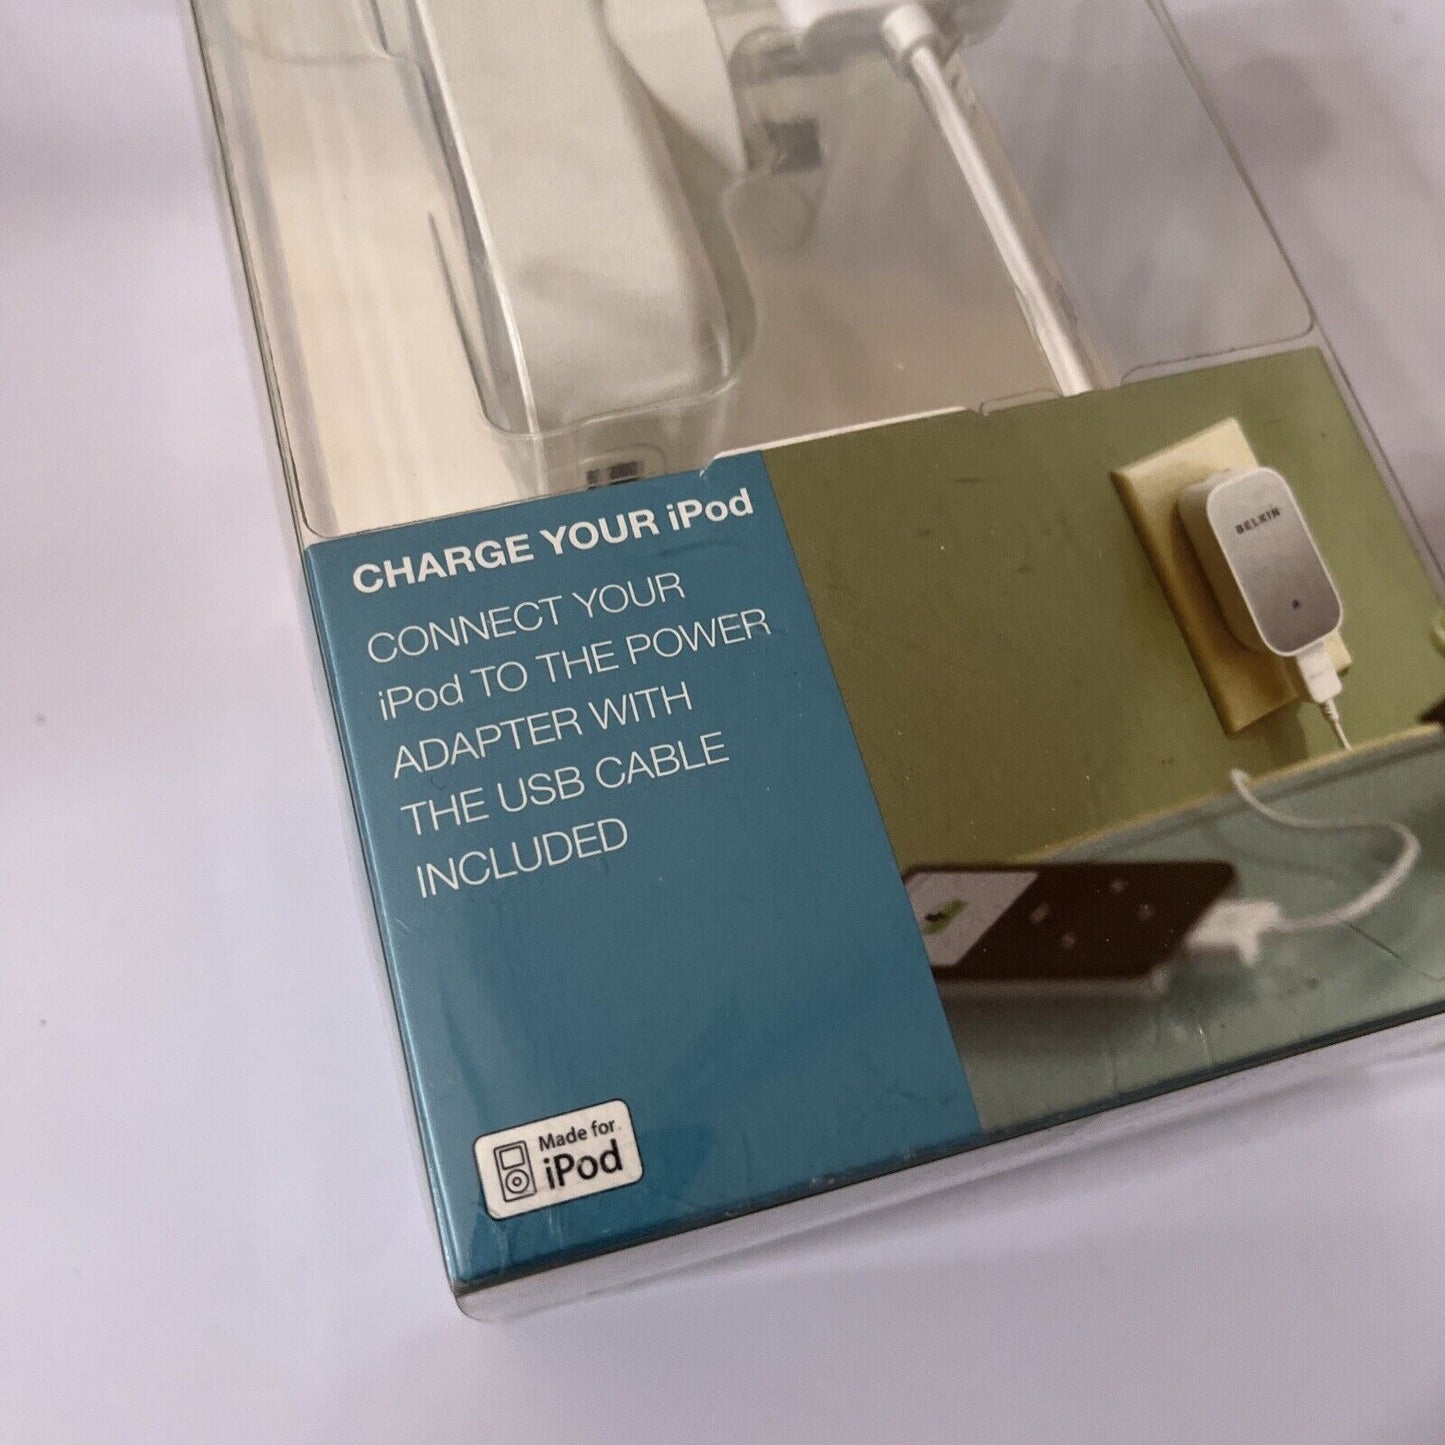 CHARGE YOUR iPod
CONNECT YOUR
iPod TO THE POWER
ADAPTER WITH
THE USB CABLE
INCLUDED
BELKIN
Made for
iPod